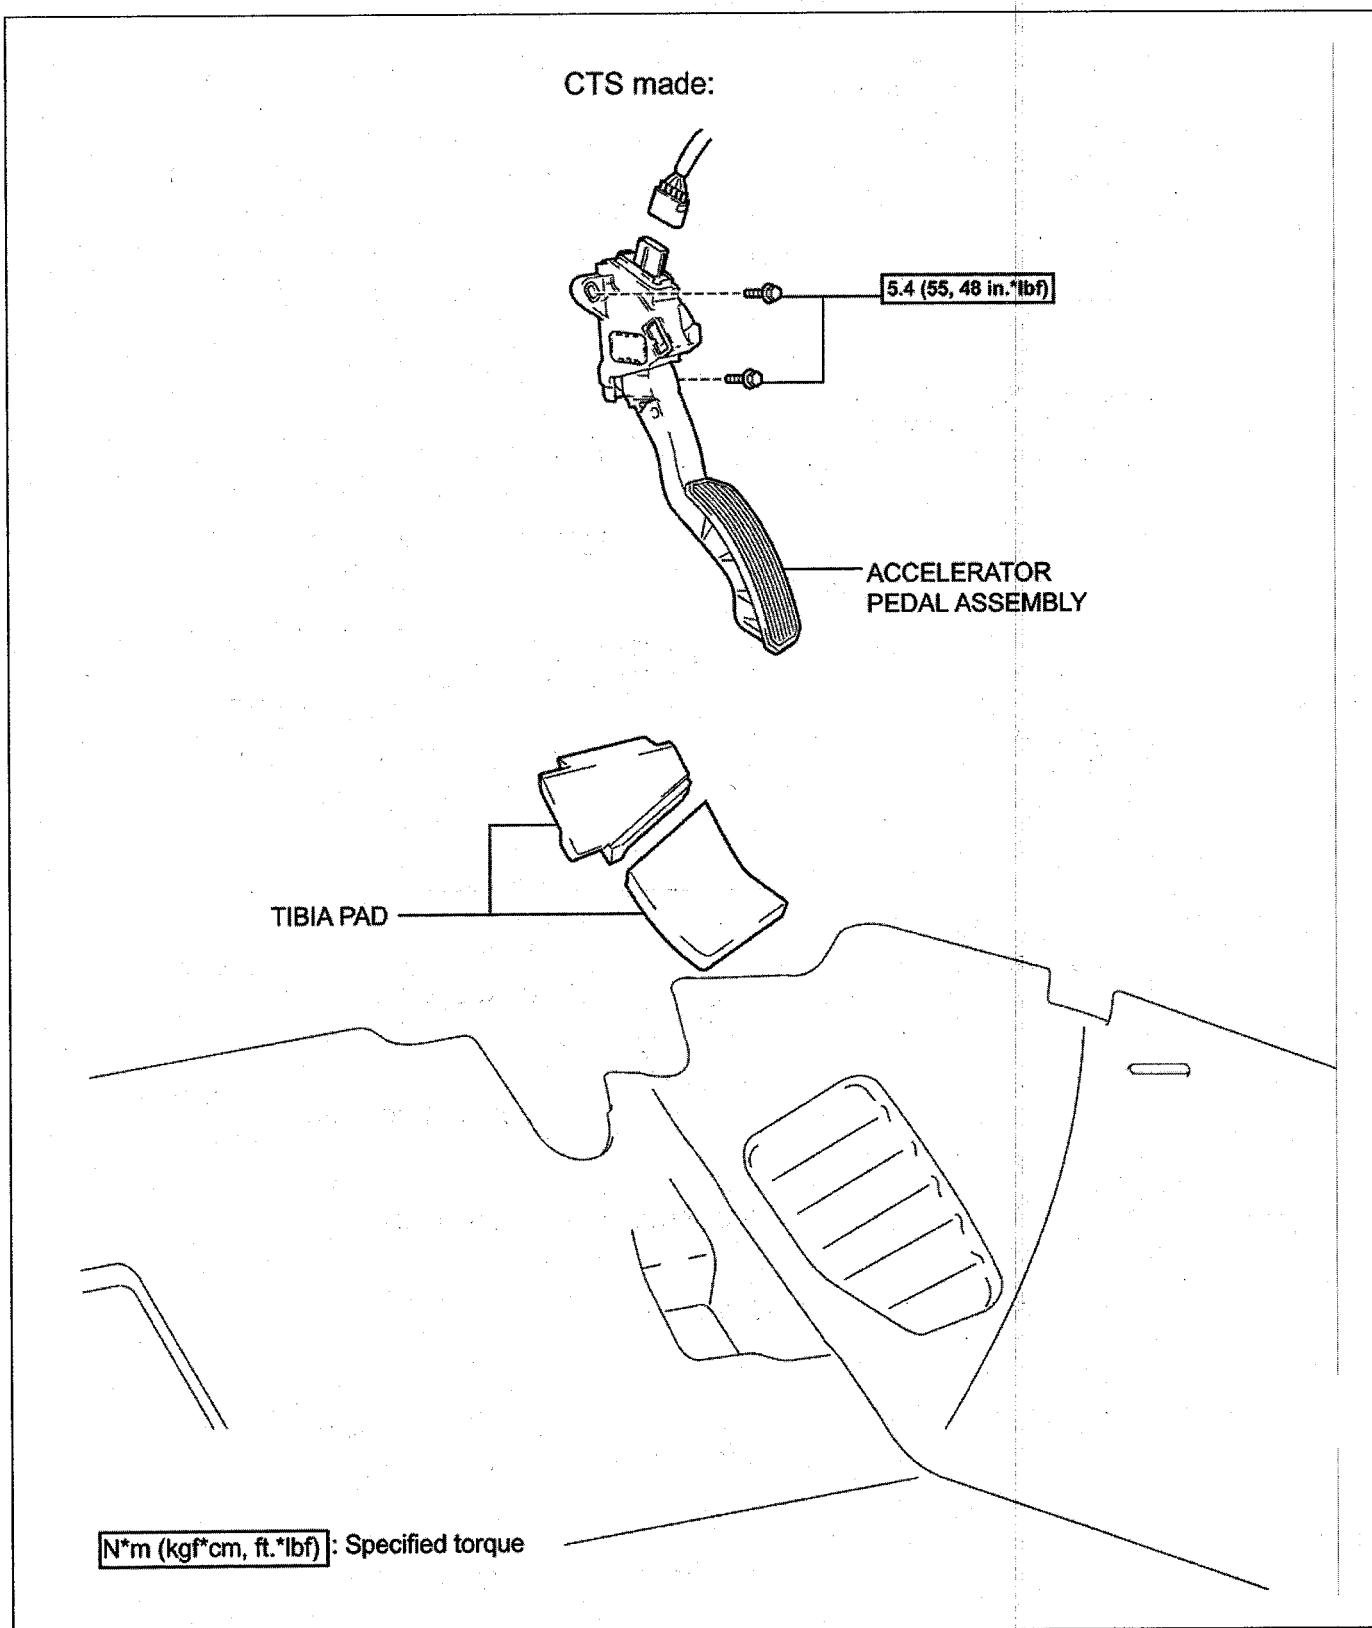 CTS made:
5.4 (55, 48 in.*lbf)
ACCELERATOR
PEDAL ASSEMBLY
TIBIA PAD
N*m (kgf*cm, ft.*lbf) : Specified torque